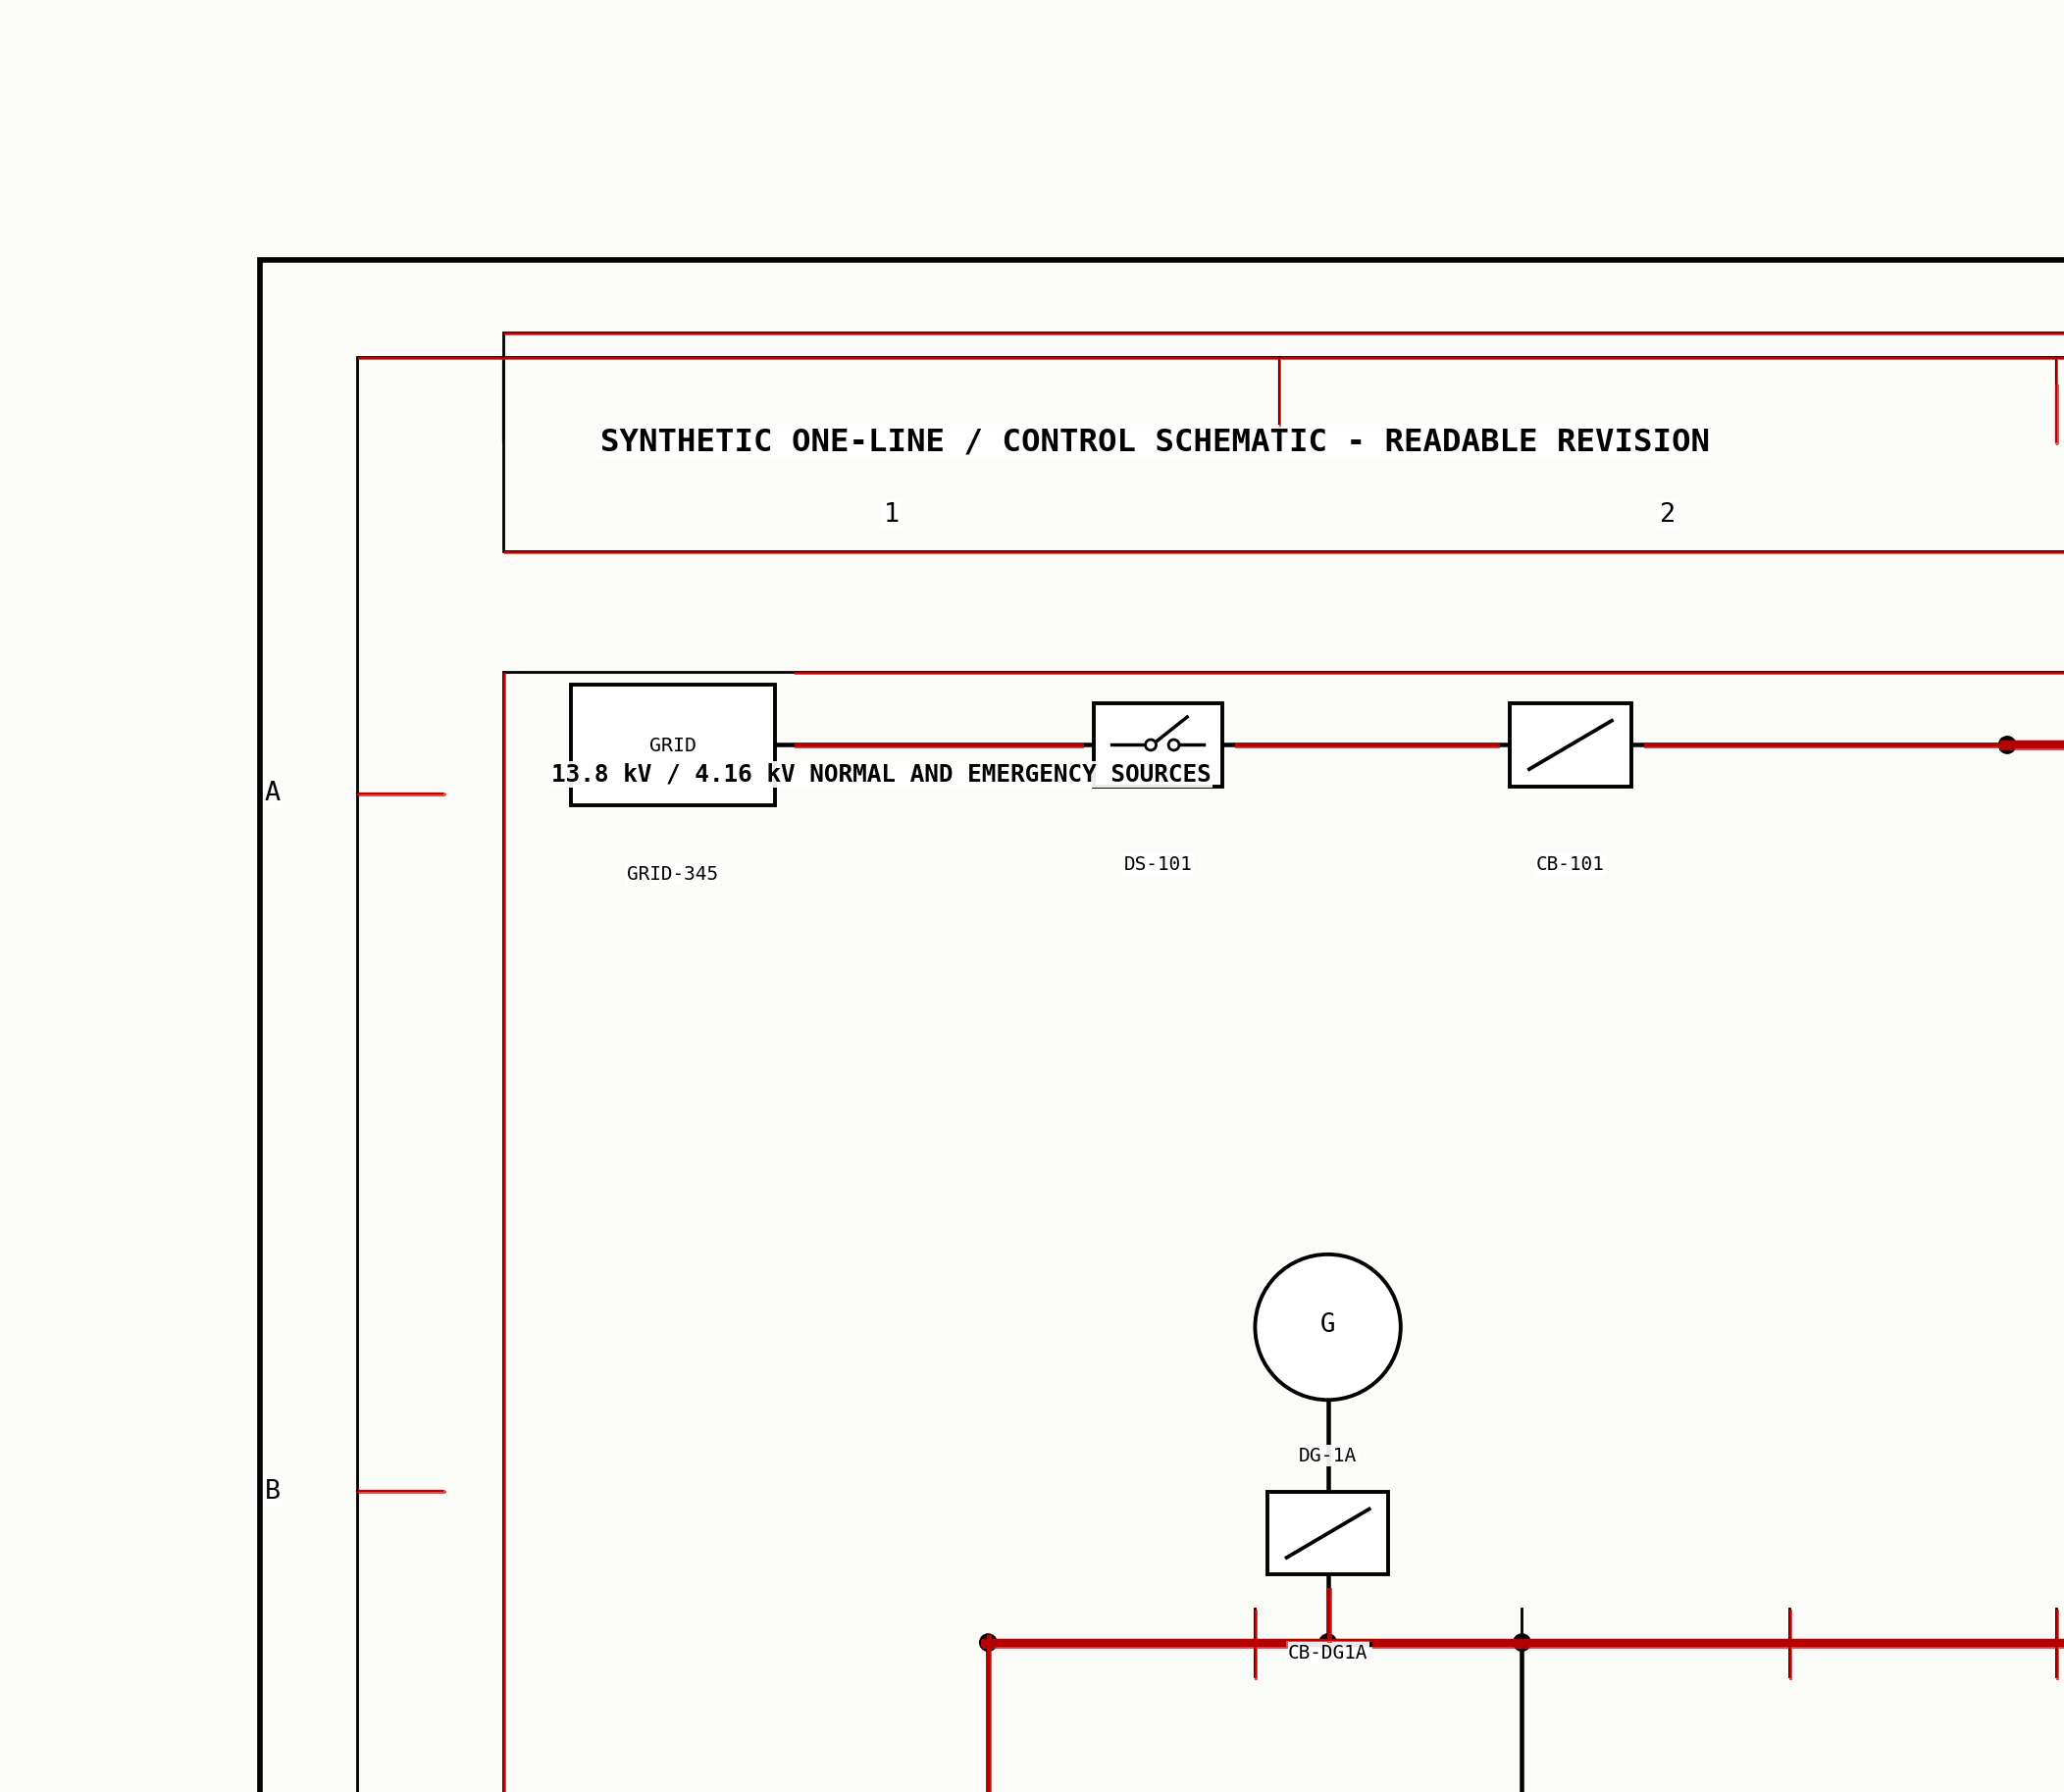 SYNTHETIC ONE-LINE / CONTROL SCHEMATIC - READABLE REVISION
1 2
GRID
13.8 kV / 4.16 kV NORMAL AND EMERGENCY SOURCES
A
DS-101 CB-101
GRID-345
G
DG-1A
B
CB-DG1A